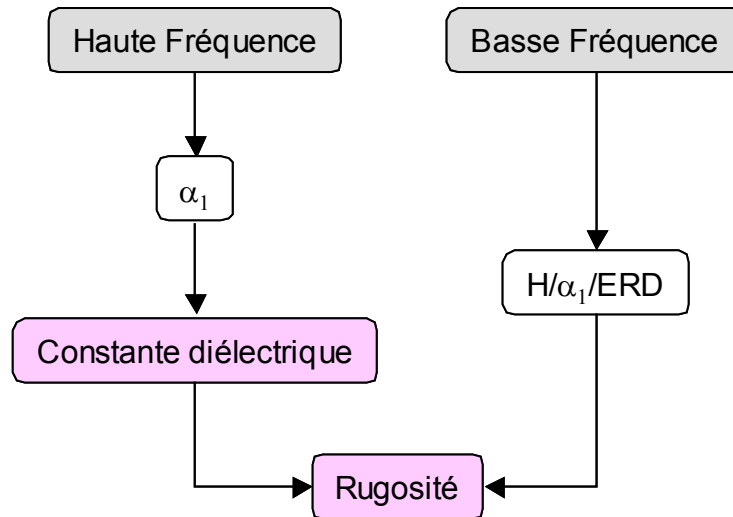 Haute Fréquence
Basse Fréquence
α₁
H/α₁/ERD
Constante diélectrique
Rugosité